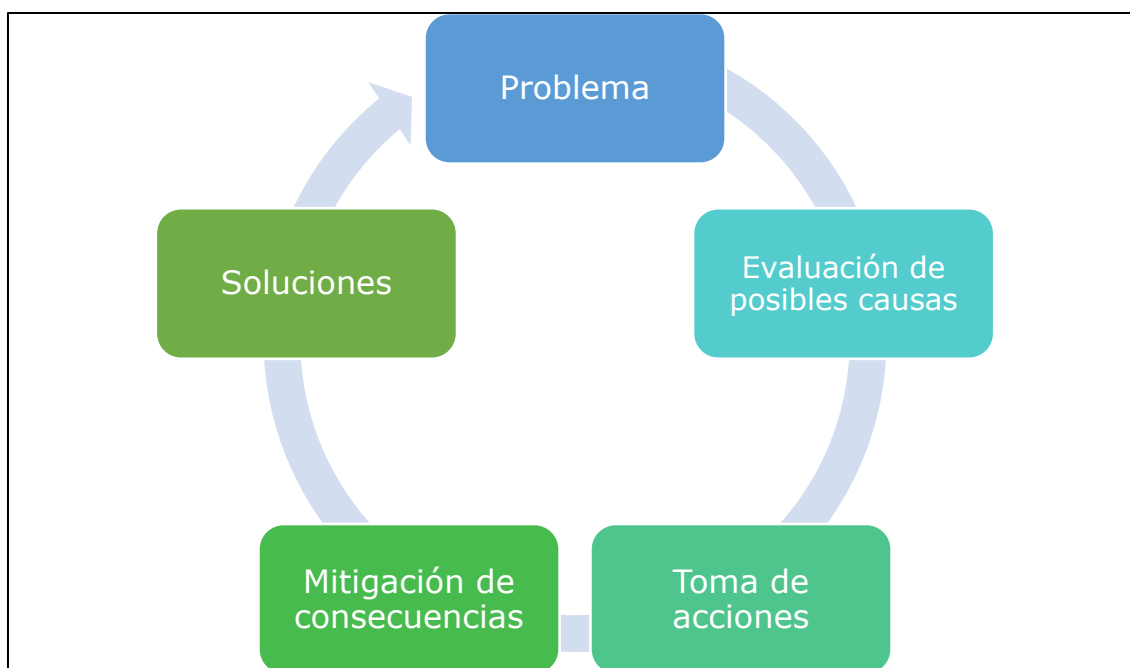 Problema
Evaluación de
posibles causas
Toma de
acciones
Mitigación de
consecuencias
Soluciones